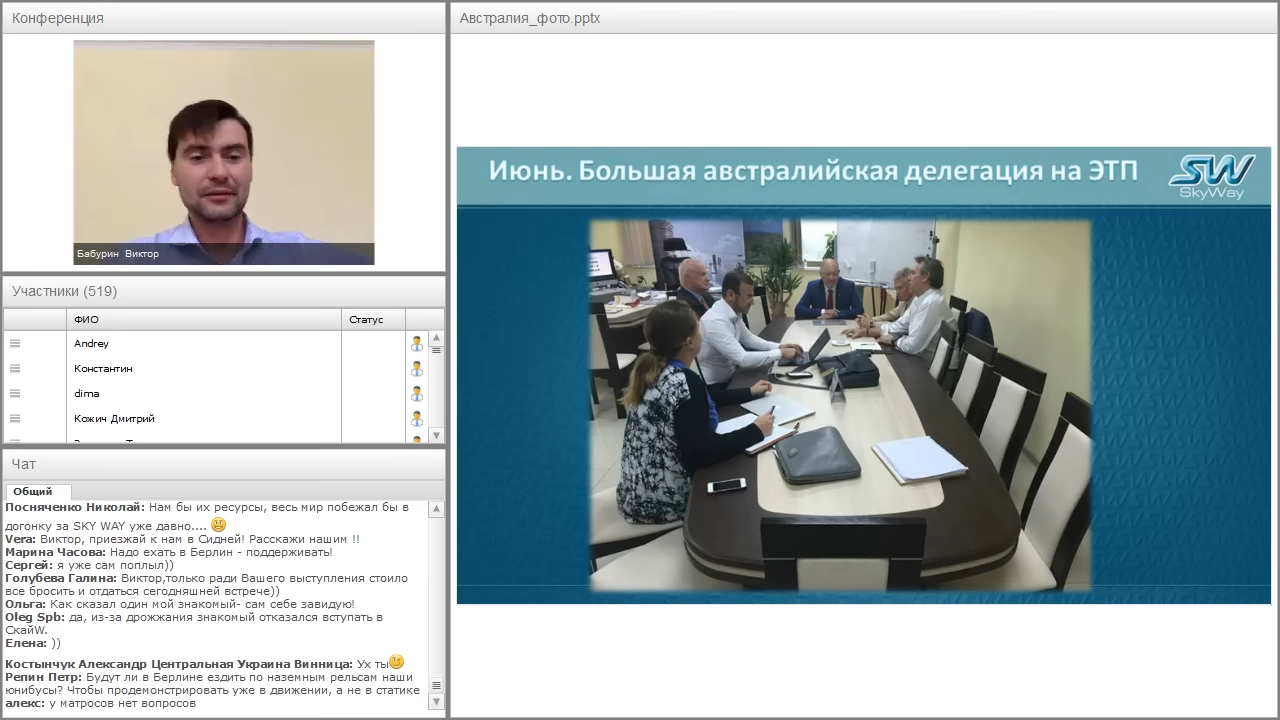 Конференция
Бабурин Виктор
Участники (519)
ФИО Статус
Andrey
Константин
dima
Кожич Дмитрий
Чат
Общий
Посняченко Николай: Нам бы их ресурсы, весь мир побежал бы в
догонку за SKY WAY уже давно....
Vera: Виктор, приезжай к нам в Сидней! Расскажи нашим !!
Марина Часова: Надо ехать в Берлин - поддерживать!
Сергей: я уже сам поплыл))
Голубева Галина: Виктор,только ради Вашего выступления стоило
все бросить и отдаться сегодняшней встрече))
Ольга: Как сказал один мой знакомый- сам себе завидую!
Oleg Spb: да, из-за дрожжания знакомый отказался вступать в
СкайW.
Елена: ))
Костынчук Александр Центральная Украина Винница: Ух ты
Репин Петр: Будут ли в Берлине ездить по наземным рельсам наши
юнибусы? Чтобы продемонсрировать уже в движении, а не в статике
алекс: у матросов нет вопрусов
Австралия_фото.pptx
Июнь. Большая австралийская делегация на ЭТП
SW
SkyWay